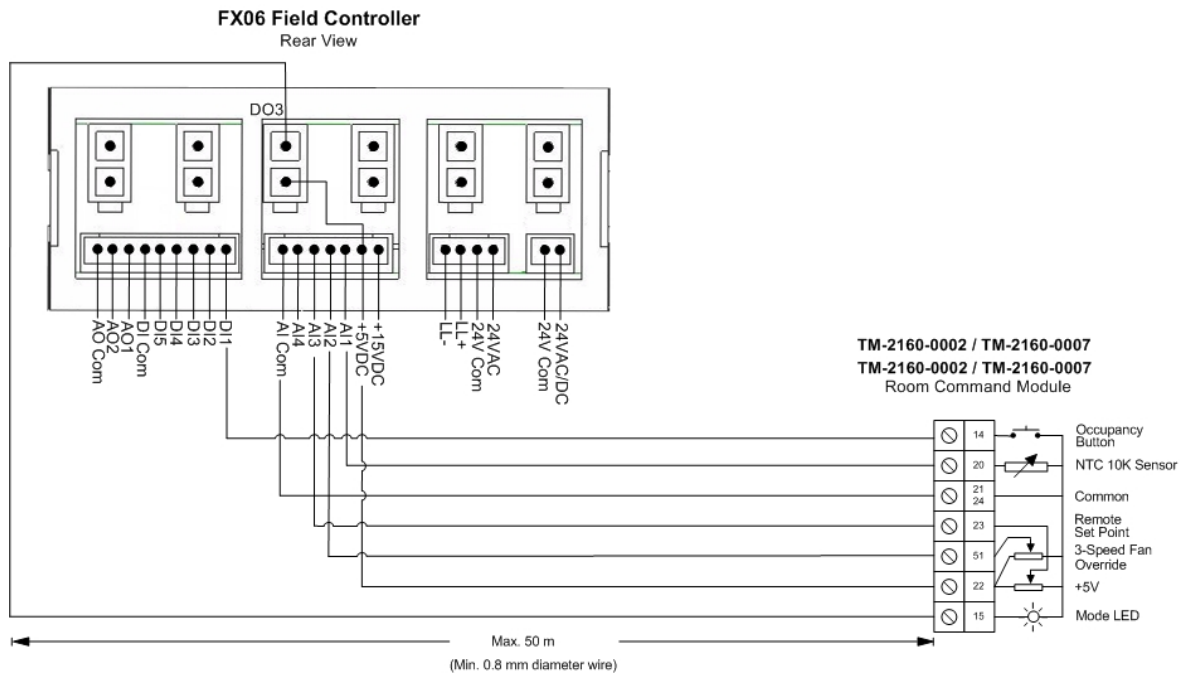 FX06 Field Controller
Rear View
DO3
AO Com
AO2
AO1
DI Com
DI5
DI4
DI3
DI2
DI1
AI Com
AI4
AI3
AI2
AI1
+5VDC
+15VDC
LL-
LL+
24V Com
24VAC
24V Com
24VAC/DC
TM-2160-0002 / TM-2160-0007
TM-2160-0002 / TM-2160-0007
Room Command Module
14
Occupancy
Button
20
NTC 10K Sensor
21
24
Common
23
Remote
Set Point
51
3-Speed Fan
Override
22
+5V
15
Mode LED
Max. 50 m
(Min. 0.8 mm diameter wire)